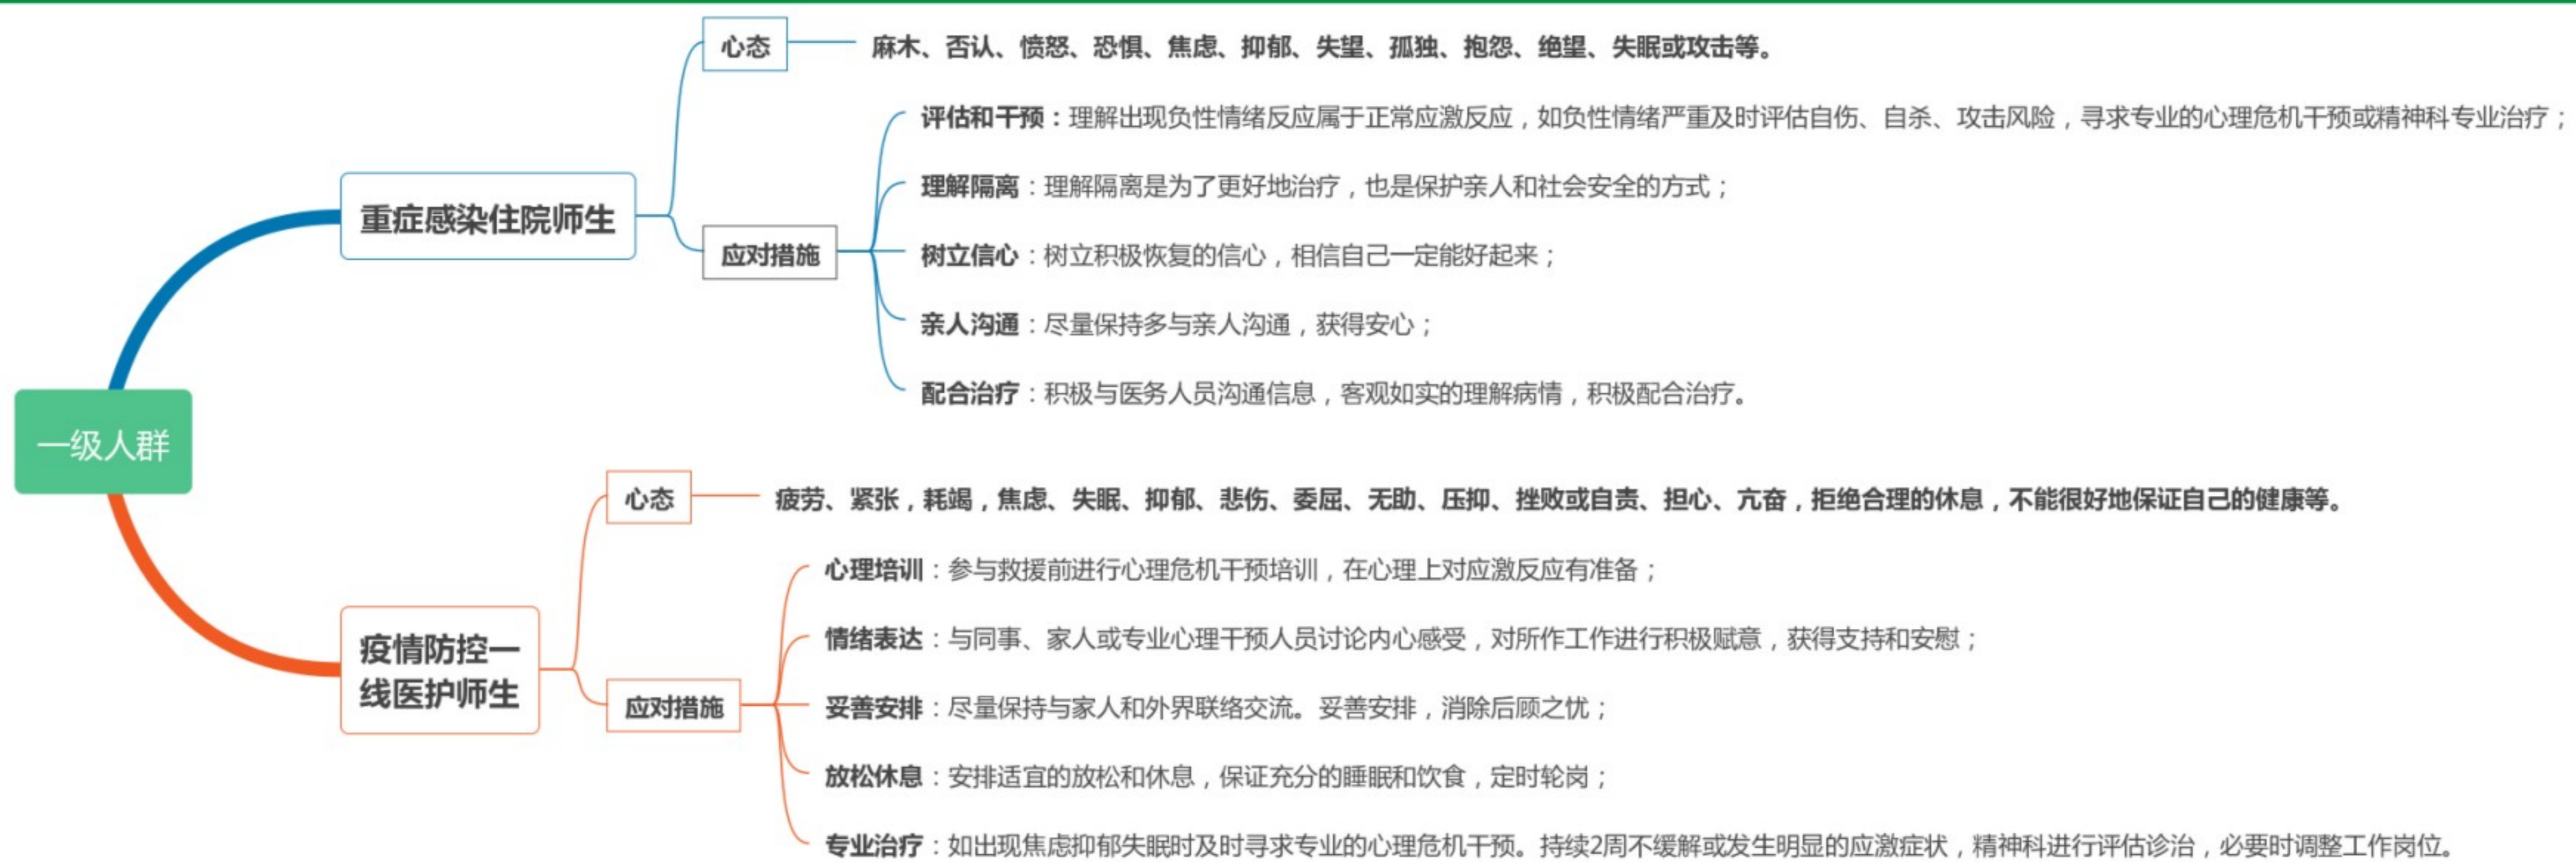 一级人群
重症感染住院师生
心态
麻木、否认、愤怒、恐惧、焦虑、抑郁、失望、孤独、抱怨、绝望、失眠或攻击等。
应对措施
评估和干预：理解出现负性情绪反应属于正常应激反应，如负性情绪严重及时评估自伤、自杀、攻击风险，寻求专业的心理危机干预或精神科专业治疗；
理解隔离：理解隔离是为了更好地治疗，也是保护亲人和社会安全的方式；
树立信心：树立积极恢复的信心，相信自己一定能好起来；
亲人沟通：尽量保持多与亲人沟通，获得安心；
配合治疗：积极与医务人员沟通信息，客观如实的理解病情，积极配合治疗。
疫情防控一
线医护师生
心态
疲劳、紧张，耗竭，焦虑、失眠、抑郁、悲伤、委屈、无助、压抑、挫败或自责、担心、亢奋，拒绝合理的休息，不能很好地保证自己的健康等。
应对措施
心理培训：参与救援前进行心理危机干预培训，在心理上对应激反应有准备；
情绪表达：与同事、家人或专业心理干预人员讨论内心感受，对所作工作进行积极赋意，获得支持和安慰；
妥善安排：尽量保持与家人和外界联络交流。妥善安排，消除后顾之忧；
放松休息：安排适宜的放松和休息，保证充分的睡眠和饮食，定时轮岗；
专业治疗：如出现焦虑抑郁失眠时及时寻求专业的心理危机干预。持续2周不缓解或发生明显的应激症状，精神科进行评估诊治，必要时调整工作岗位。